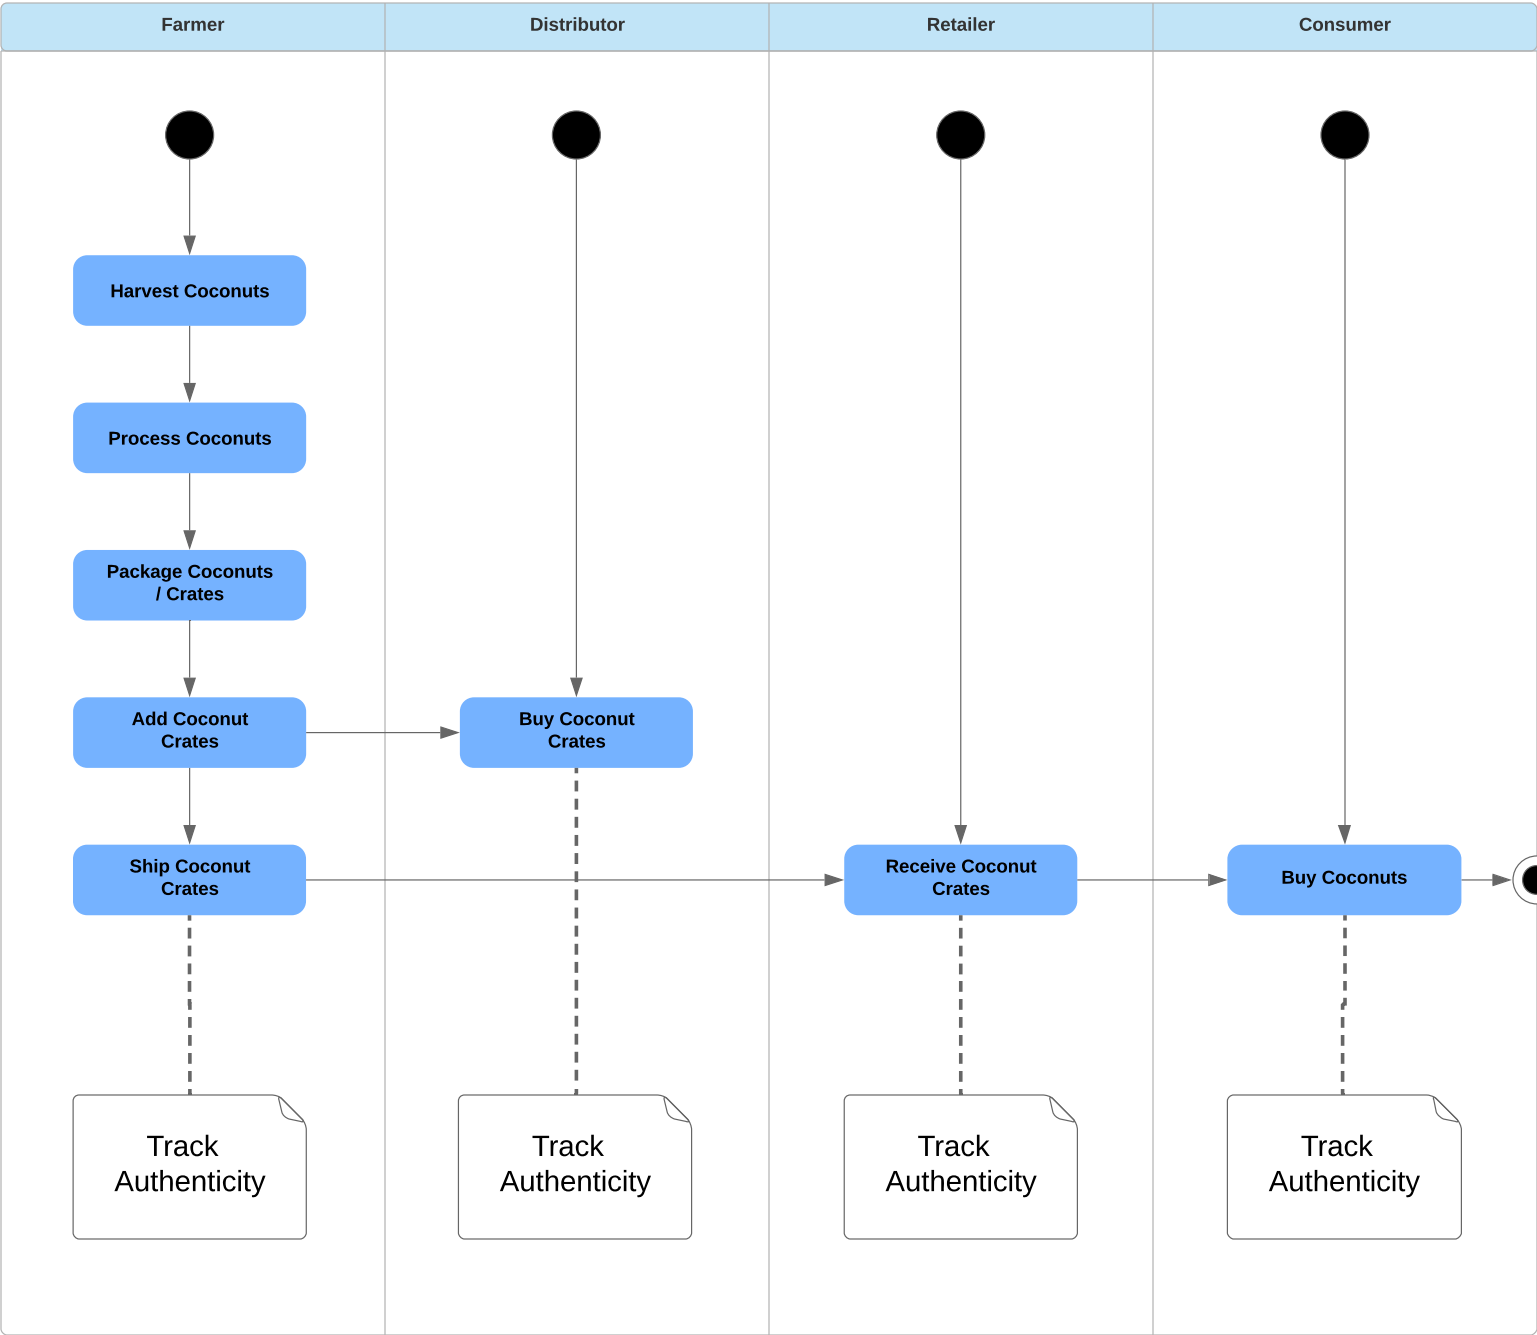 Farmer
Distributor
Retailer
Consumer
Harvest Coconuts
Process Coconuts
Package Coconuts
/ Crates
Add Coconut
Crates
Buy Coconut
Crates
Ship Coconut
Crates
Receive Coconut
Crates
Buy Coconuts
Track
Authenticity
Track
Authenticity
Track
Authenticity
Track
Authenticity